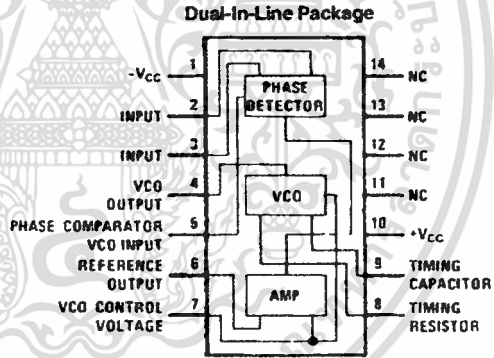 Dual-In-Line Package
1
-VCC
2
INPUT
3
INPUT
4
VCO
OUTPUT
5
PHASE COMPARATOR
VCO INPUT
6
REFERENCE
OUTPUT
7
VCO CONTROL
VOLTAGE
PHASE
DETECTOR
VCO
AMP
14
NC
13
NC
12
NC
11
NC
10
+VCC
9
TIMING
CAPACITOR
8
TIMING
RESISTOR